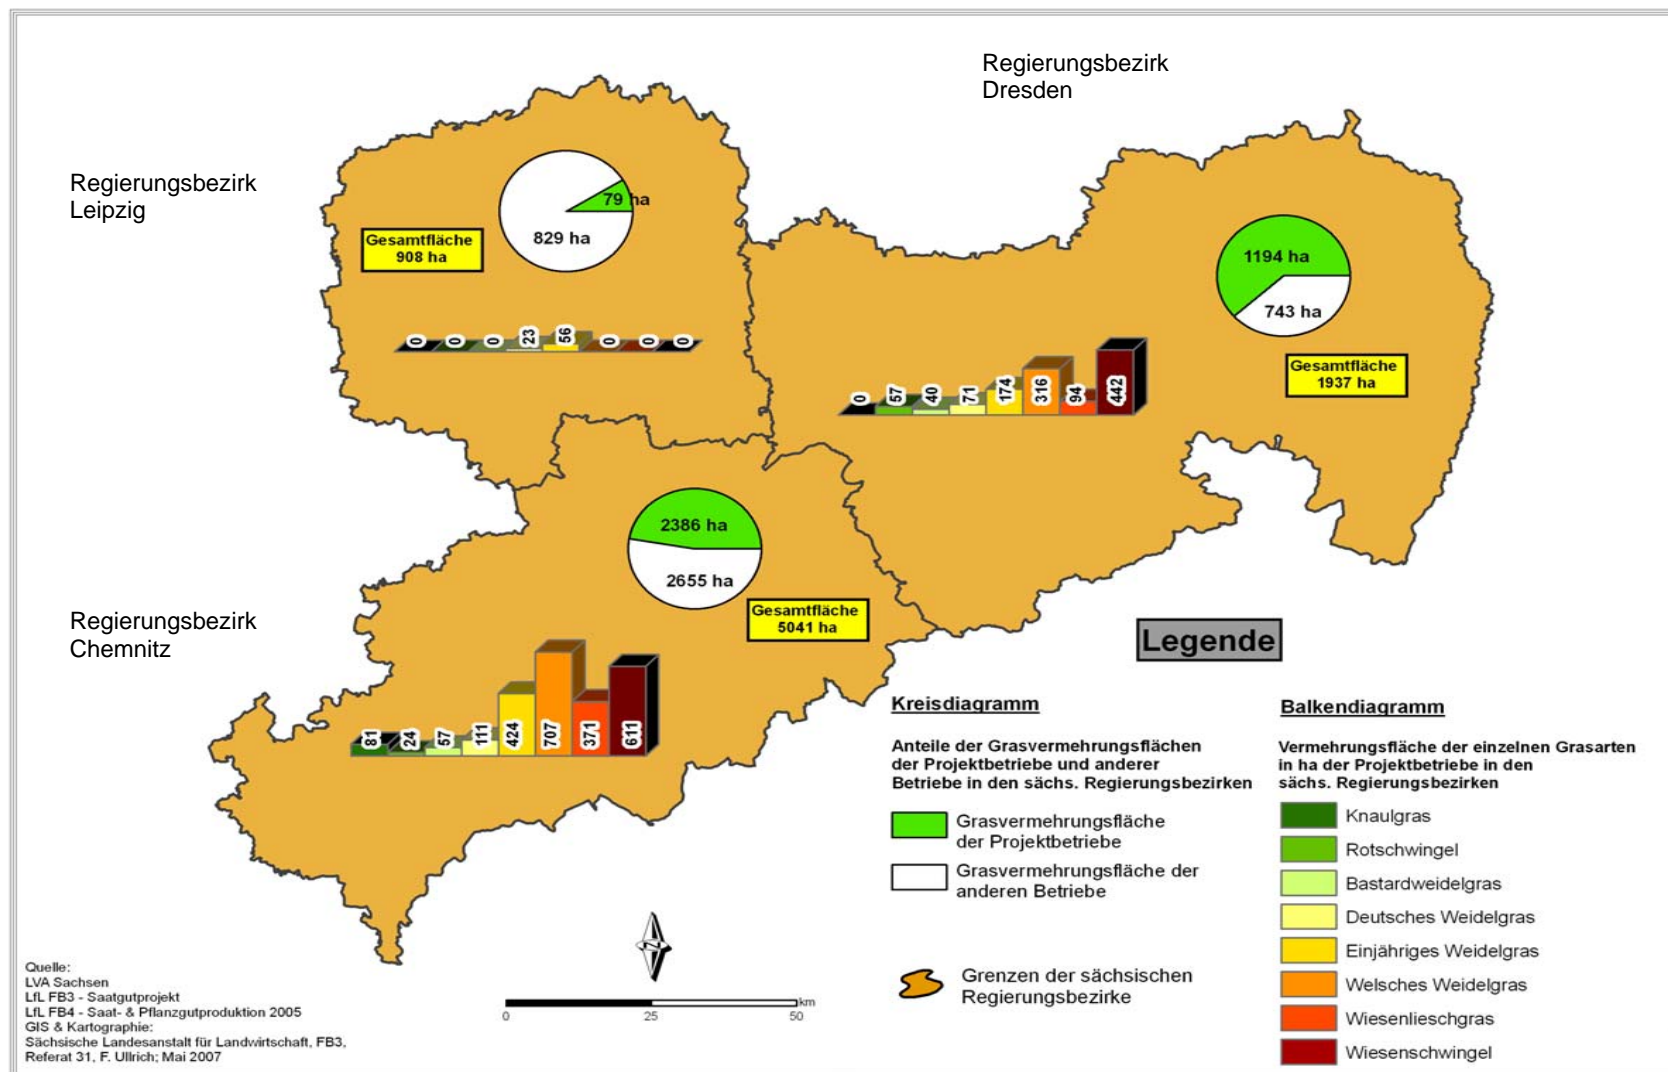 Regierungsbezirk
Dresden
Regierungsbezirk
Leipzig
79 ha
829 ha
Gesamtfläche
908 ha
0 0 0 23 56 0 0 0
1194 ha
743 ha
Gesamtfläche
1937 ha
0 57 40 71 174 316 94 442
2386 ha
2655 ha
Gesamtfläche
5041 ha
Regierungsbezirk
Chemnitz
81 24 57 111 424 707 371 611
Legende
Kreisdiagramm
Anteile der Grasvermehrungsflächen
der Projektbetriebe und anderer
Betriebe in den sächs. Regierungsbezirken
Grasvermehrungsfläche
der Projektbetriebe
Grasvermehrungsfläche der
anderen Betriebe
Grenzen der sächsischen
Regierungsbezirke
Balkendiagramm
Vermehrungsfläche der einzelnen Grasarten
in ha der Projektbetriebe in den
sächs. Regierungsbezirken
Knaulgras
Rotschwingel
Bastardweidelgras
Deutsches Weidelgras
Einjähriges Weidelgras
Welsches Weidelgras
Wiesenlieschgras
Wiesenschwingel
N
km
0 25 50
Quelle:
LVA Sachsen
LfL FB3 - Saatgutprojekt
LfL FB4 - Saat- & Pflanzgutproduktion 2005
GIS & Kartographie:
Sächsische Landesanstalt für Landwirtschaft, FB3,
Referat 31, F. Ullrich; Mai 2007